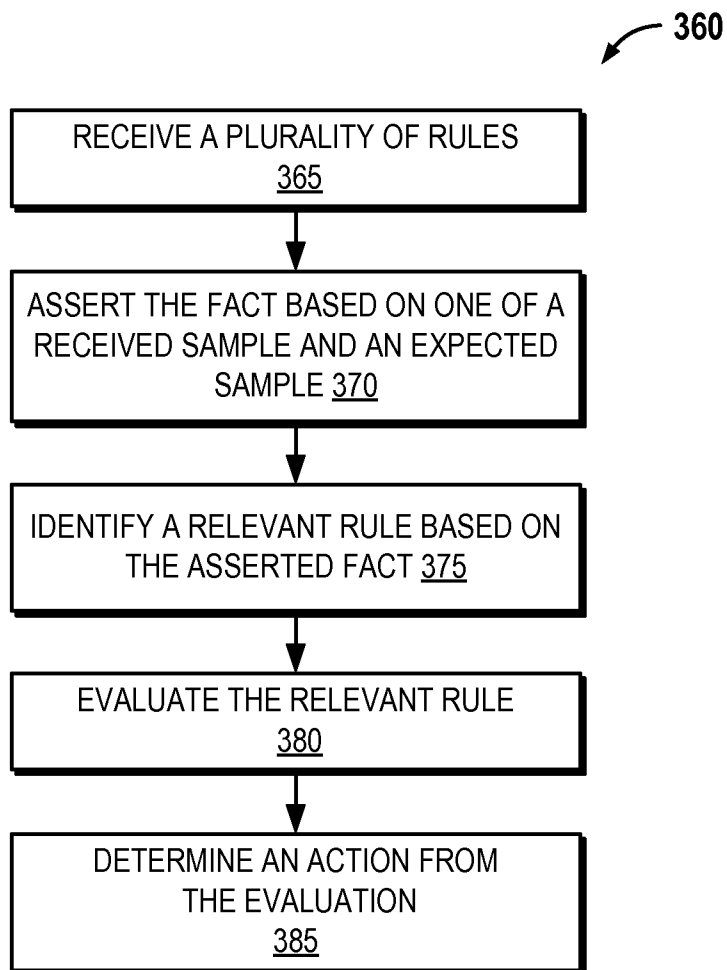 360
RECEIVE A PLURALITY OF RULES
365
ASSERT THE FACT BASED ON ONE OF A
RECEIVED SAMPLE AND AN EXPECTED
SAMPLE 370
IDENTIFY A RELEVANT RULE BASED ON
THE ASSERTED FACT 375
EVALUATE THE RELEVANT RULE
380
DETERMINE AN ACTION FROM
THE EVALUATION
385